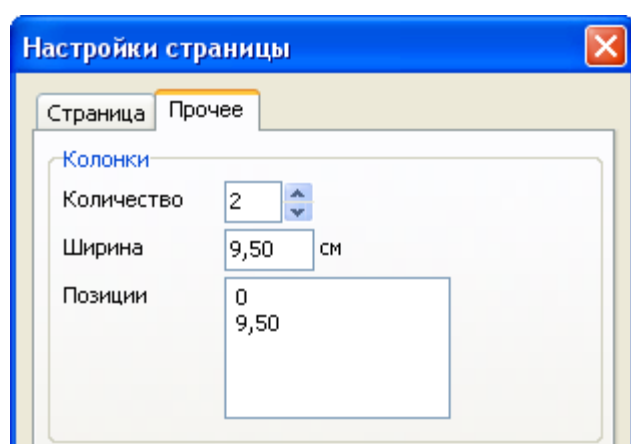 Настройки страницы
Страница Прочее
Колонки
Количество 2
Ширина 9,50 см
Позиции 0
9,50